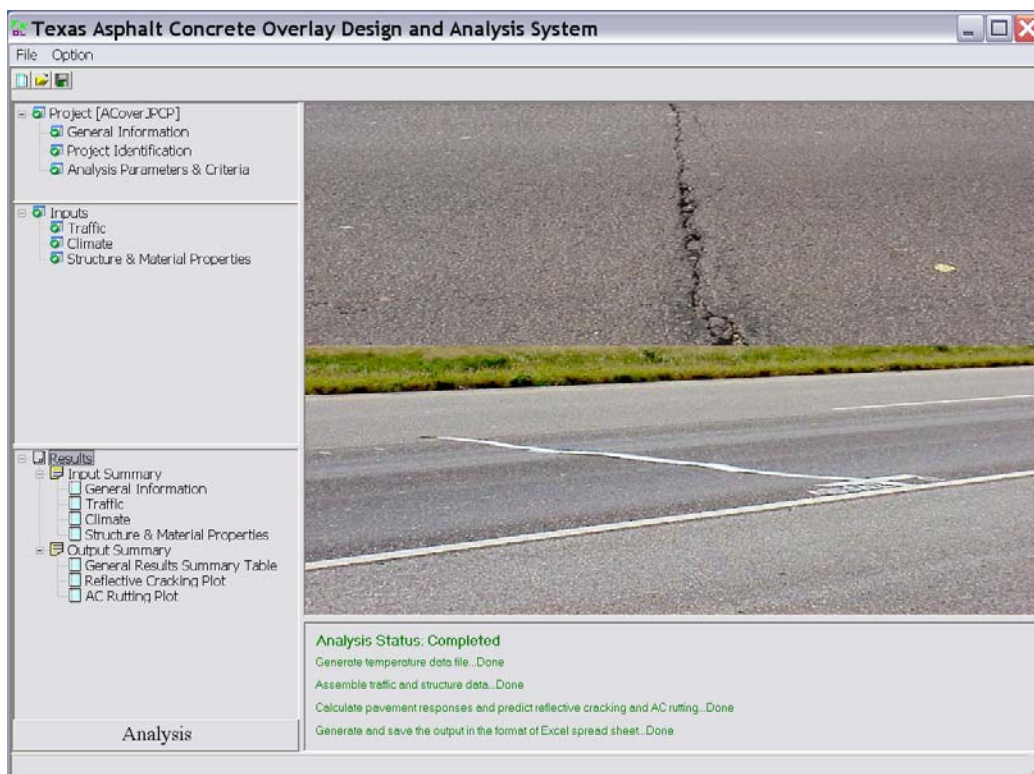 Texas Asphalt Concrete Overlay Design and Analysis System
File Option
Project [ACoverJPCP]
General Information
Project Identification
Analysis Parameters & Criteria
Inputs
Traffic
Climate
Structure & Material Properties
Results
Input Summary
General Information
Traffic
Climate
Structure & Material Properties
Output Summary
General Results Summary Table
Reflective Cracking Plot
AC Rutting Plot
Analysis
Analysis Status: Completed
Generate temperature data file...Done
Assemble traffic and structure data...Done
Calculate pavement responses and predict reflective cracking and AC rutting...Done
Generate and save the output in the format of Excel spread sheet...Done